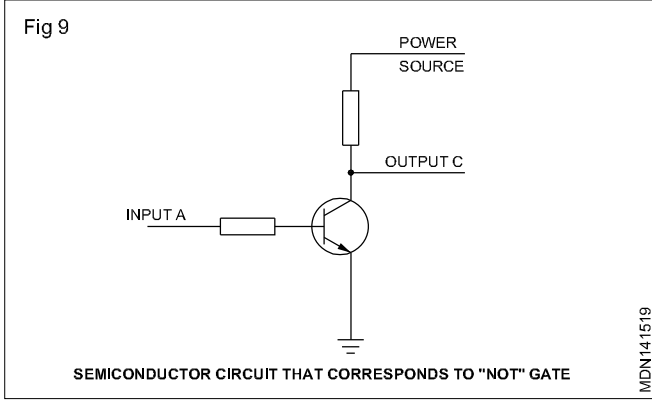 Fig 9
POWER
SOURCE
OUTPUT C
INPUT A
SEMICONDUCTOR CIRCUIT THAT CORRESPONDS TO "NOT" GATE
MDN141519